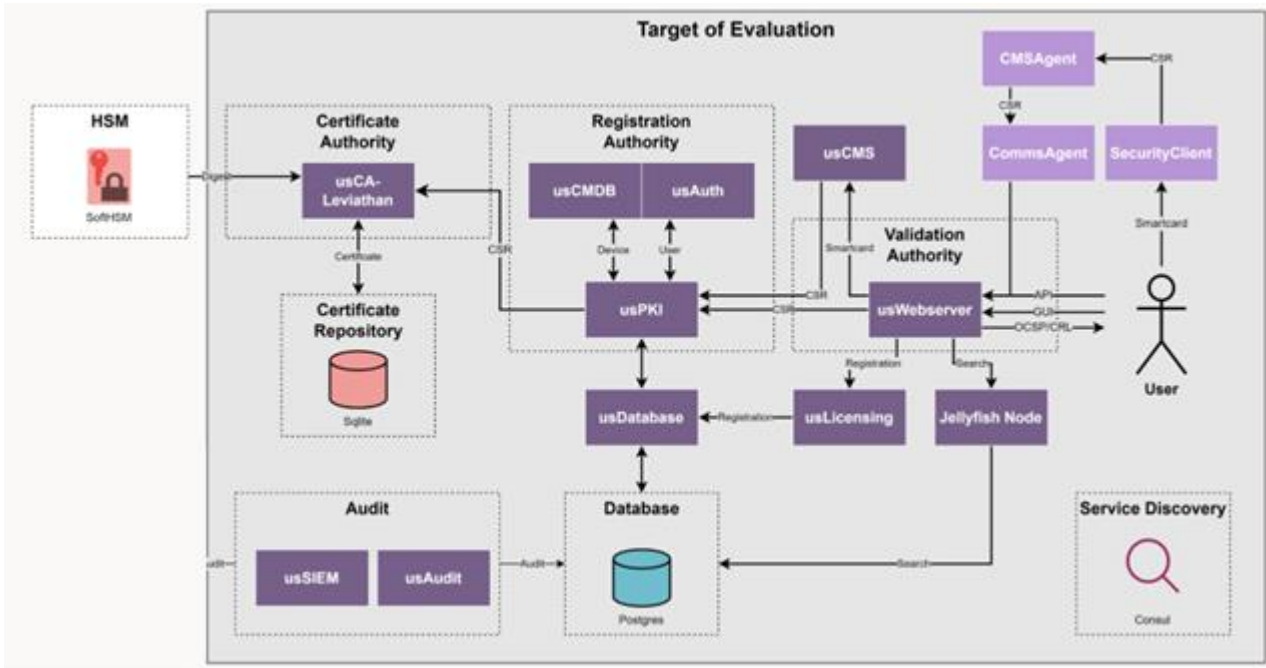 Target of Evaluation
CMSAgent
CSR
CSR
HSM
SoftHSM
Digest
Certificate
Authority
usCA-
Leviathan
Certificate
Certificate
Repository
Sqlite
CSR
Registration
Authority
usCMDB
usAuth
Device
User
usPKI
usCMS
CommsAgent
SecurityClient
Smartcard
Smartcard
Validation
Authority
CSR
CSR
usWebserver
API
GUI
OCSP/CRL
User
Registration
Search
usDatabase
Registration
usLicensing
Jellyfish Node
Audit
usSIEM
usAudit
Audit
Database
Postgres
Search
Service Discovery
Consul